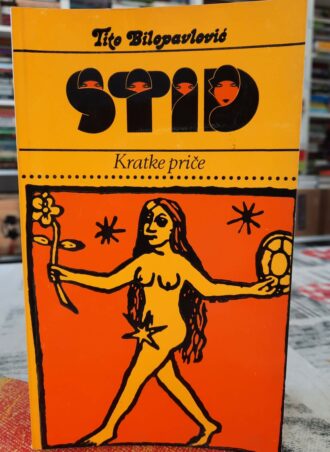 Tito Bilopavlović
STID
Kratke priče